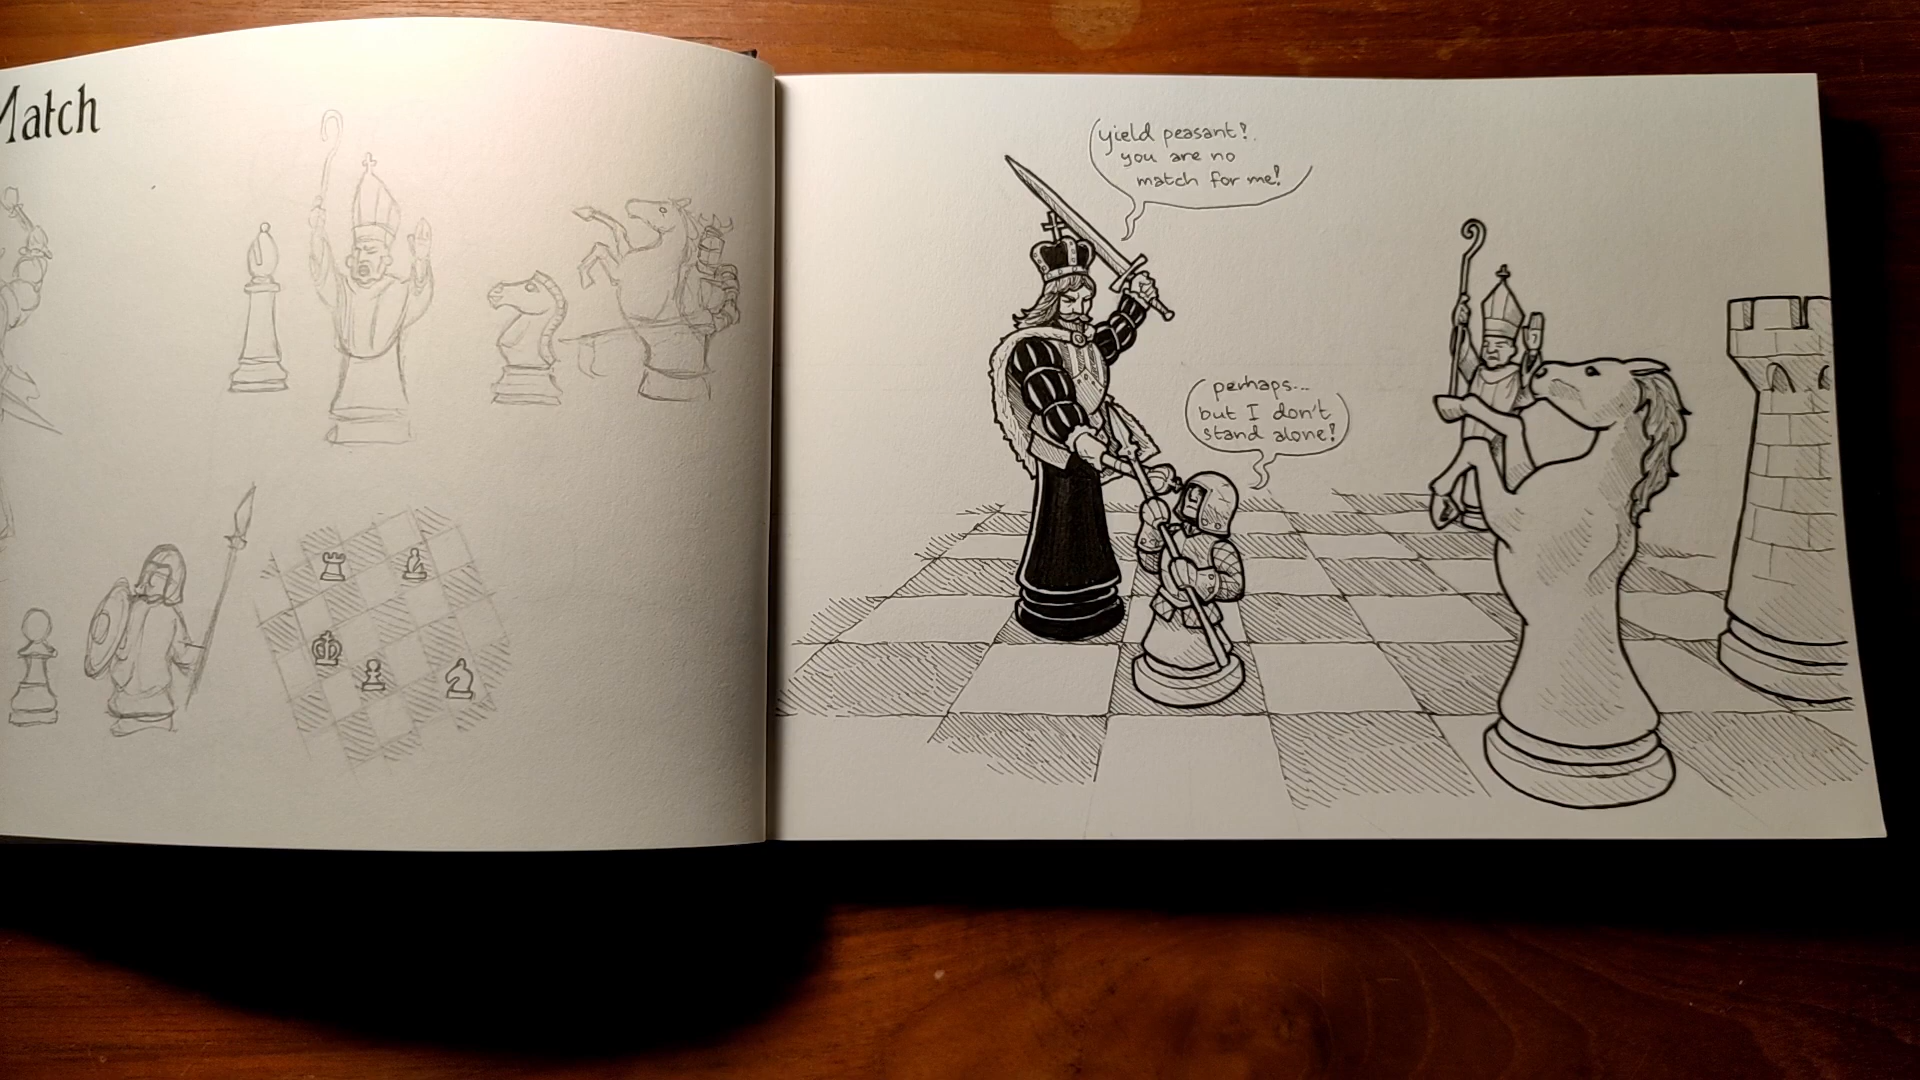 Match
yield peasant!
you are no
match for me!
perhaps...
but I don't
stand alone!